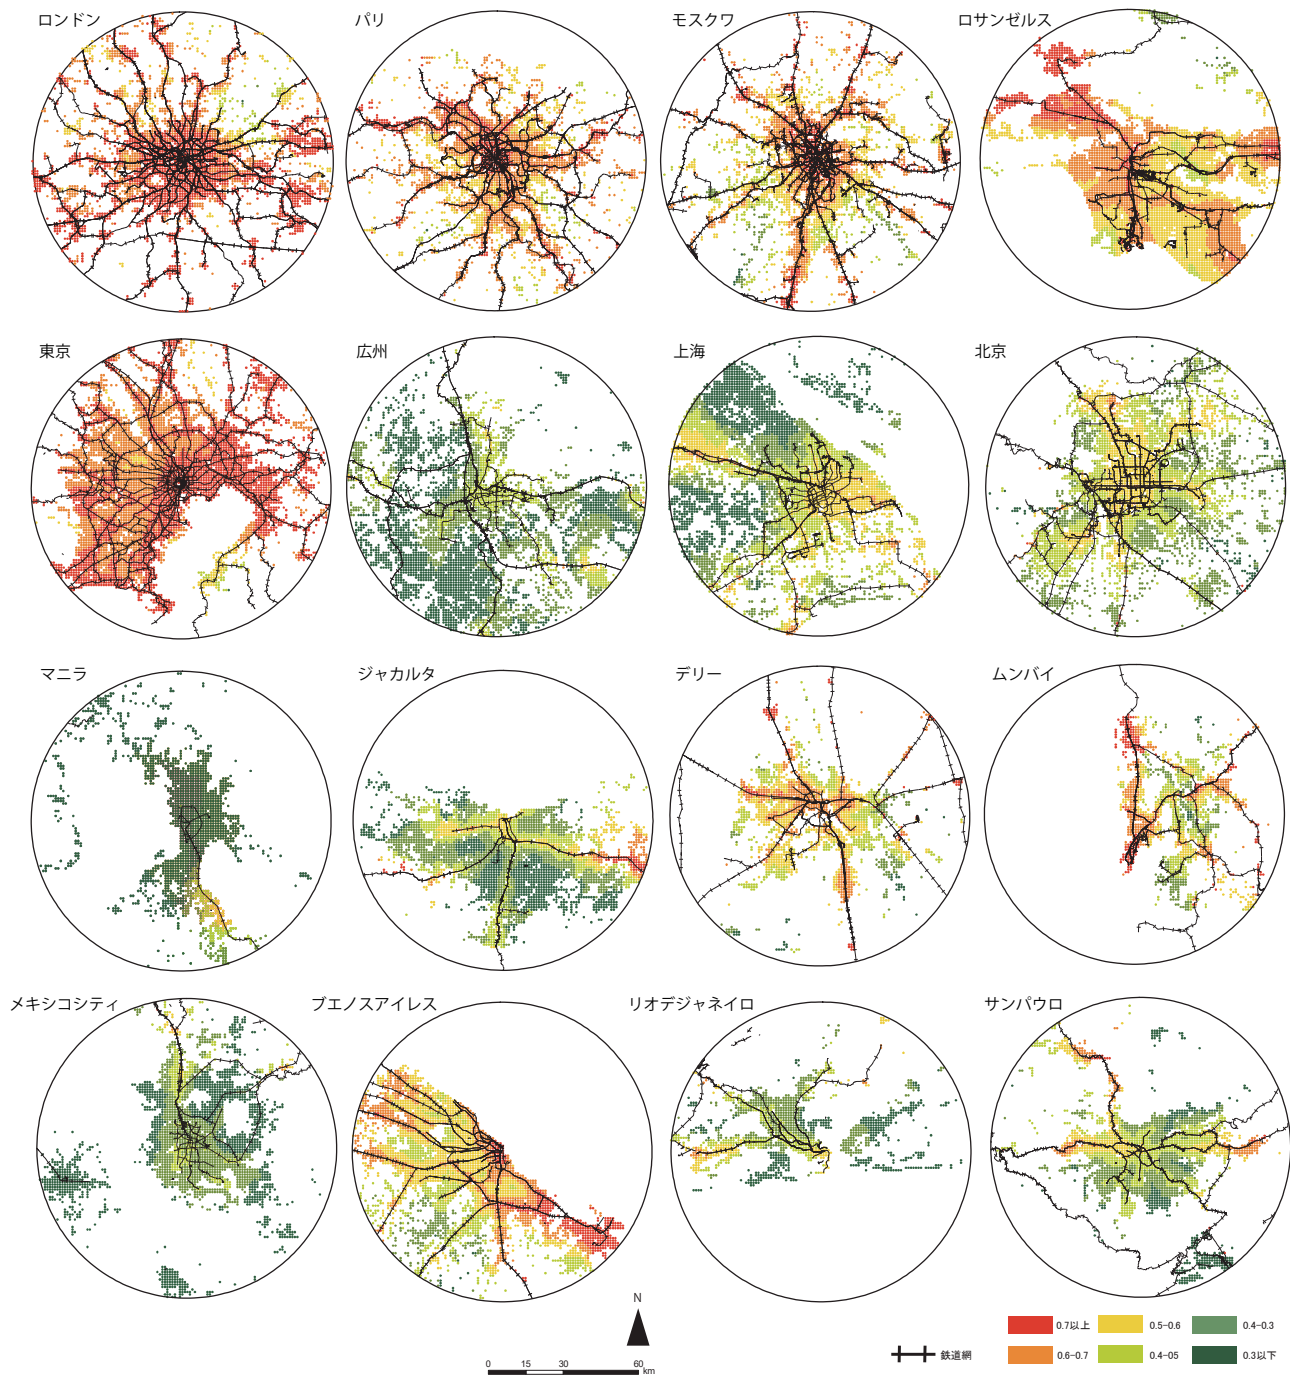 ロンドン
パリ
モスクワ
ロサンゼルス
東京
広州
上海
北京
マニラ
ジャカルタ
デリー
ムンバイ
メキシコシティ
ブエノスアイレス
リオデジャネイロ
サンパウロ
N
0 15 30 60 km
鉄道網
0.7以上
0.5-0.6
0.4-0.3
0.6-0.7
0.4-05
0.3以下